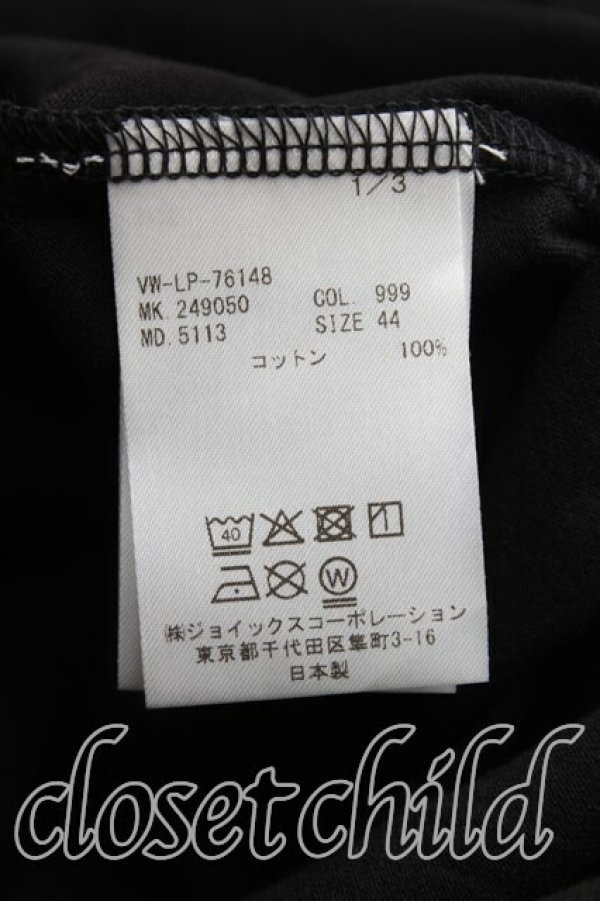 1/3
VW-LP-76148
MK. 249050 COL. 999
MD. 5113 SIZE 44
コットン 100%
40
W
㈱ジョイックスコーポレーション
東京都千代田区隼町3-16
日本製
closet child